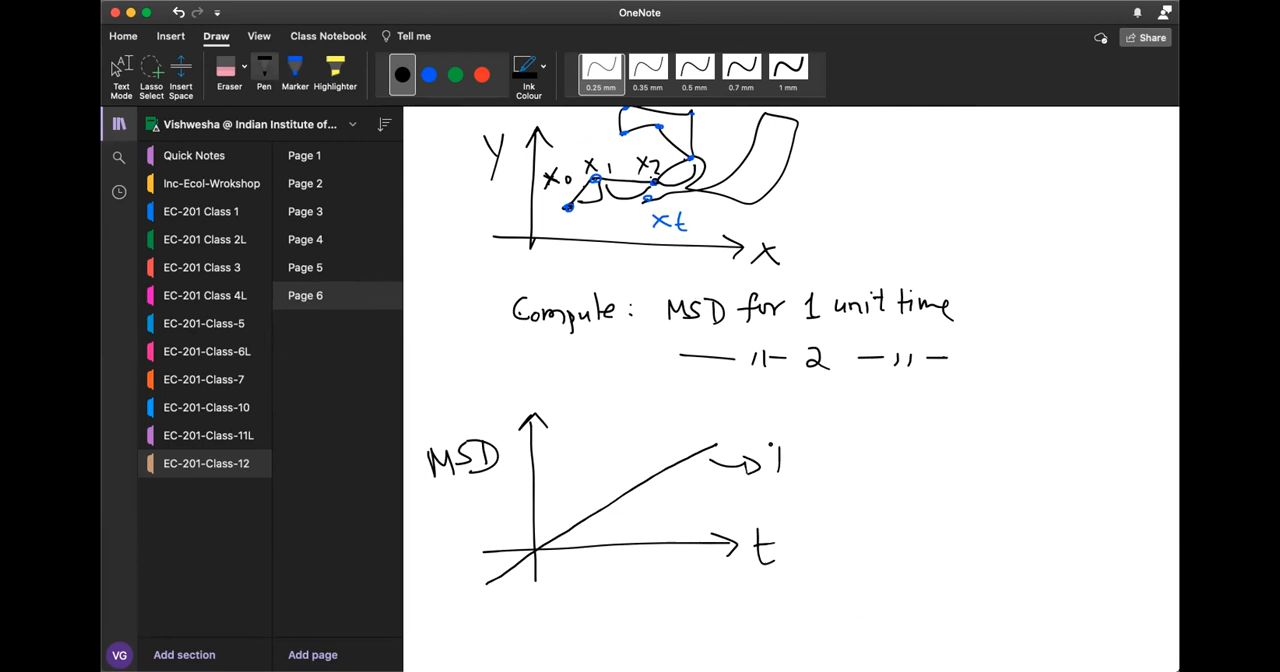 OneNote
Home Insert Draw View Class Notebook Tell me
Share
Text Mode
Lasso Select
Insert Space
Eraser
Pen
Marker
Highlighter
Ink Colour
0.25 mm
0.35 mm
0.5 mm
0.7 mm
1 mm
Vishwesha @ Indian Institute of...
Quick Notes
Inc-Ecol-Wrokshop
EC-201 Class 1
EC-201 Class 2L
EC-201 Class 3
EC-201 Class 4L
EC-201-Class-5
EC-201-Class-6L
EC-201-Class-7
EC-201-Class-10
EC-201-Class-11L
EC-201-Class-12
Page 1
Page 2
Page 3
Page 4
Page 5
Page 6
Y
x0 x1 x2
xt
x
Compute: MSD for 1 unit time
— " — 2 — " —
MSD
i
t
VG
Add section
Add page